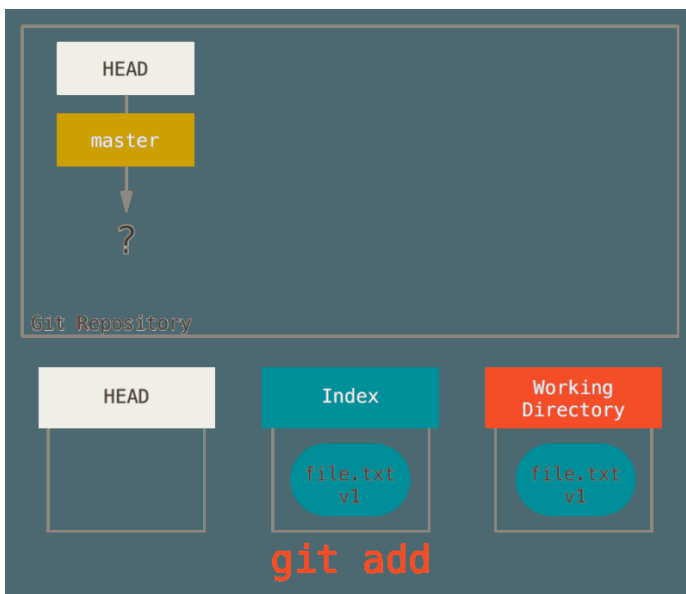 HEAD
master
?
Git Repository
HEAD
Index
Working
Directory
file.txt
v1
file.txt
v1
git add